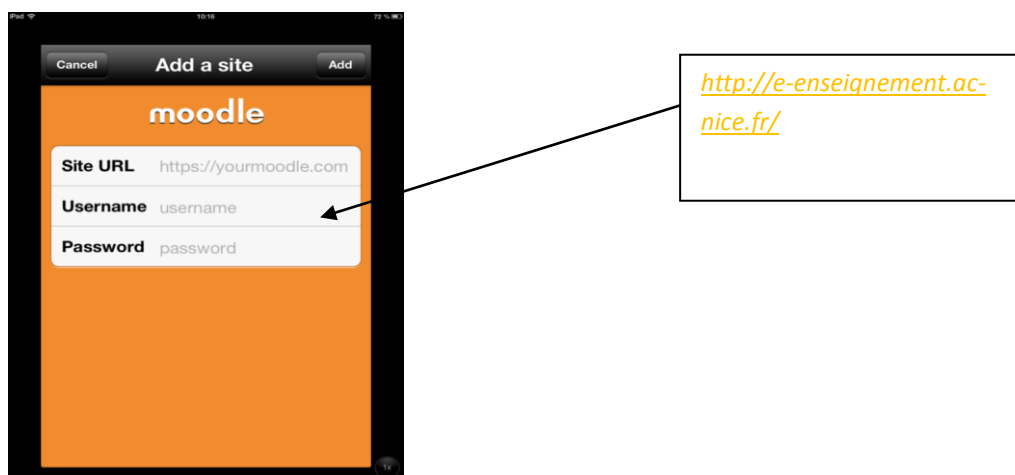 iPad 10:16 72 %
Cancel Add a site Add
moodle
Site URL https://yourmoodle.com
Username username
Password password
1x
http://e-enseignement.ac-
nice.fr/